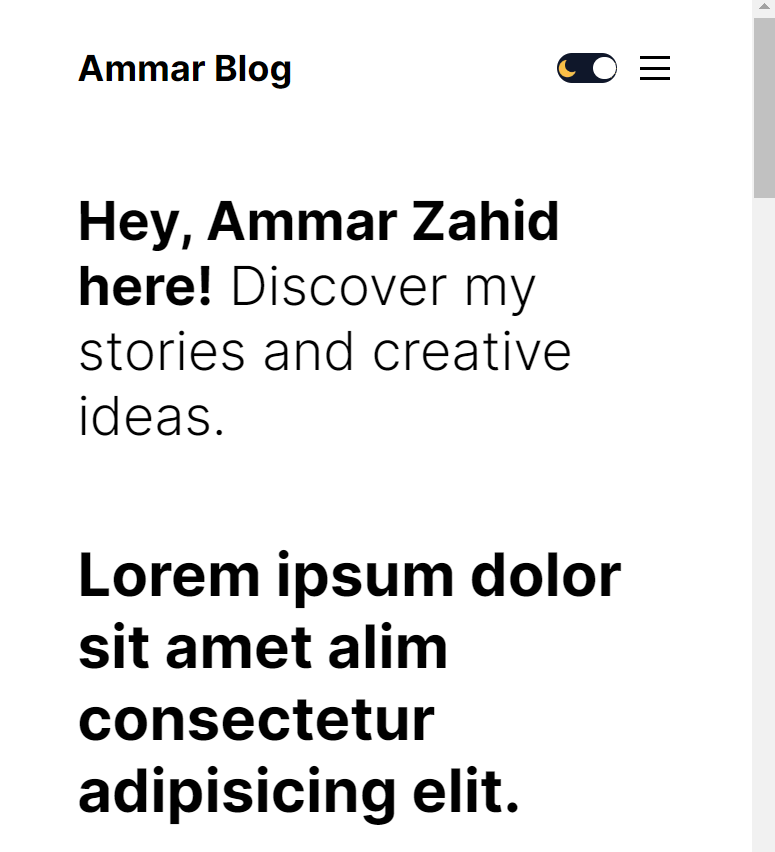 Ammar Blog
Hey, Ammar Zahid
here! Discover my
stories and creative
ideas.
Lorem ipsum dolor
sit amet alim
consectetur
adipisicing elit.